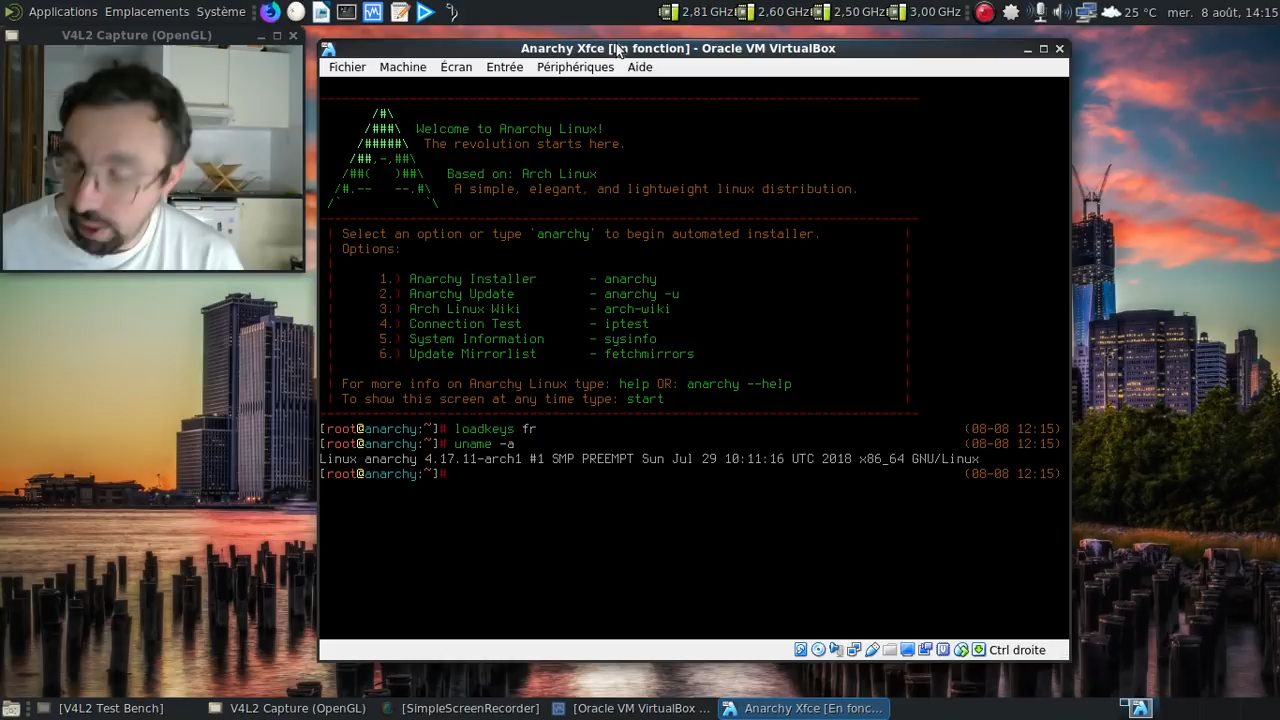 Applications Emplacements Système 2,81 GHz 2,60 GHz 2,50 GHz 3,00 GHz 25 °C mer. 8 août, 14:15
V4L2 Capture (OpenGL)
Anarchy Xfce [En fonction] - Oracle VM VirtualBox
Fichier Machine Écran Entrée Périphériques Aide
Welcome to Anarchy Linux!
The revolution starts here.
Based on: Arch Linux
A simple, elegant, and lightweight linux distribution.
Select an option or type 'anarchy' to begin automated installer.
Options:
1.) Anarchy Installer - anarchy
2.) Anarchy Update - anarchy -u
3.) Arch Linux Wiki - arch-wiki
4.) Connection Test - iptest
5.) System Information - sysinfo
6.) Update Mirrorlist - fetchmirrors
For more info on Anarchy Linux type: help OR: anarchy --help
To show this screen at any time type: start
[root@anarchy:~]# loadkeys fr (08-08 12:15)
[root@anarchy:~]# uname -a (08-08 12:15)
Linux anarchy 4.17.11-arch1 #1 SMP PREEMPT Sun Jul 29 10:11:16 UTC 2018 x86_64 GNU/Linux
[root@anarchy:~]# (08-08 12:15)
Ctrl droite
[V4L2 Test Bench] V4L2 Capture (OpenGL) [SimpleScreenRecorder] [Oracle VM VirtualBox ... Anarchy Xfce [En fonc...